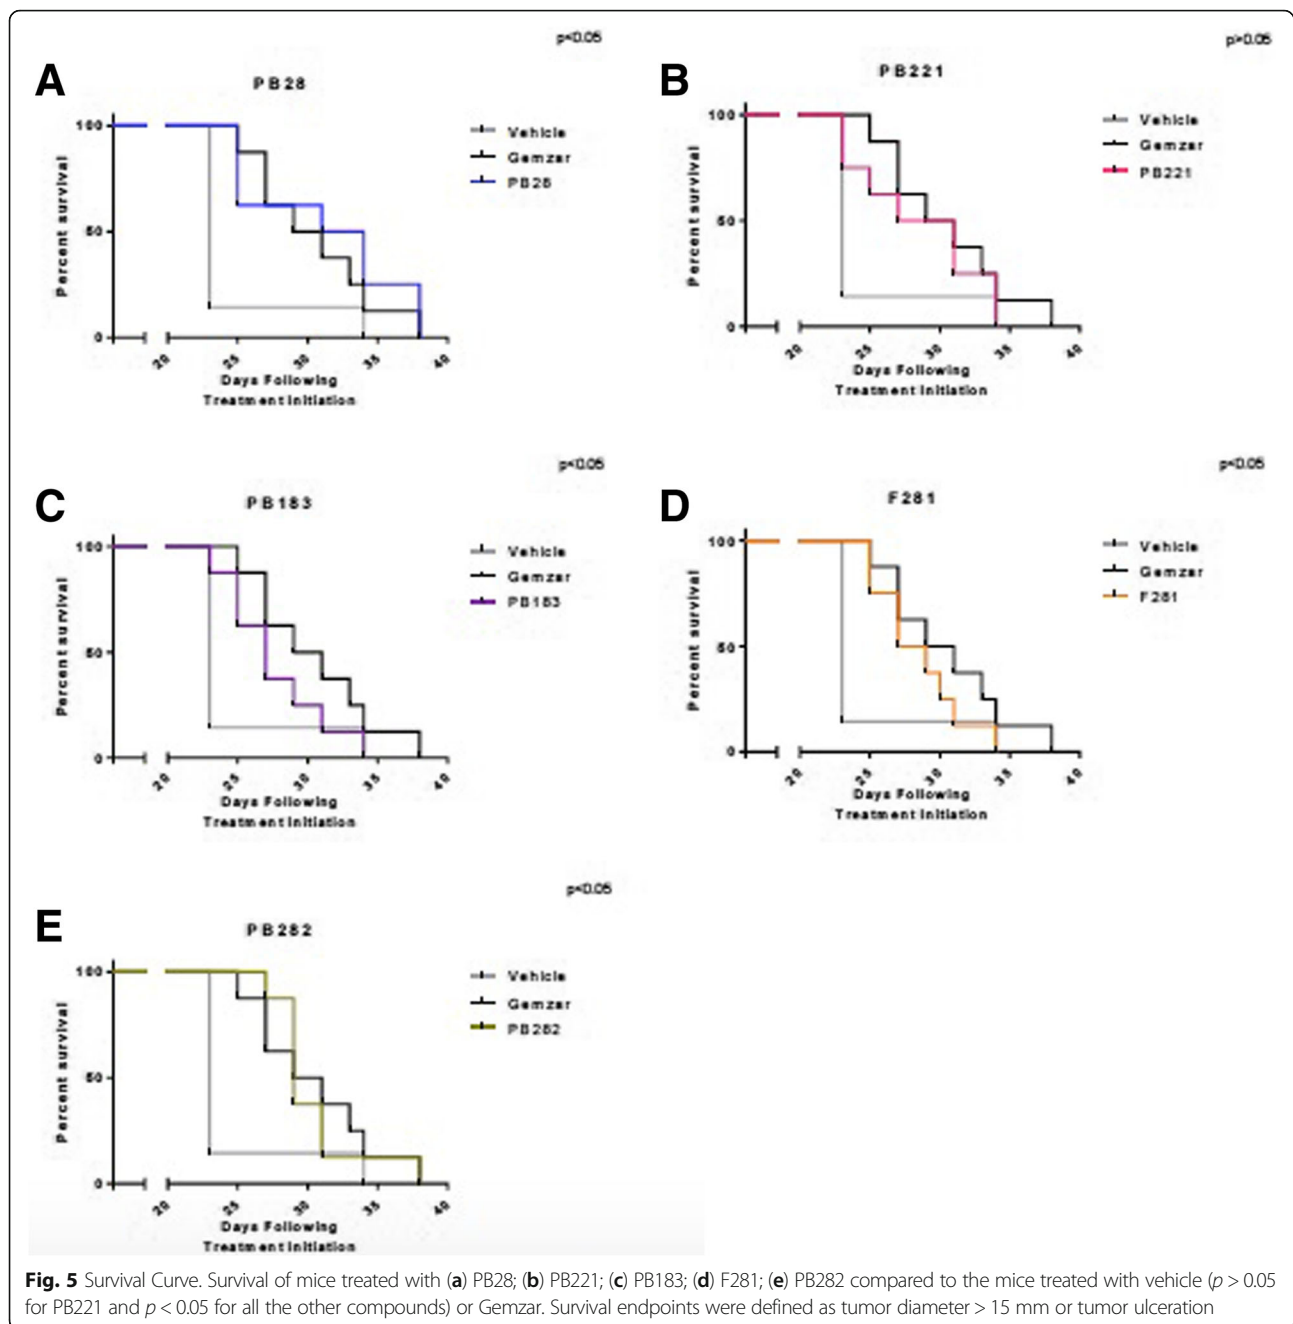 p<0.05
A
PB28
Percent survival
100
50
0
20 25 30 35 40
Days Following
Treatment Initiation
Vehicle
Gemzar
PB28
p>0.05
B
PB221
Percent survival
100
50
0
20 25 30 35 40
Days Following
Treatment Initiation
Vehicle
Gemzar
PB221
p<0.05
C
PB183
Percent survival
100
50
0
20 25 30 35 40
Days Following
Treatment Initiation
Vehicle
Gemzar
PB183
p<0.05
D
F281
Percent survival
100
50
0
20 25 30 35 40
Days Following
Treatment Initiation
Vehicle
Gemzar
F281
p<0.05
E
PB282
Percent survival
100
50
0
20 25 30 35 40
Days Following
Treatment Initiation
Vehicle
Gemzar
PB282
Fig. 5 Survival Curve. Survival of mice treated with (a) PB28; (b) PB221; (c) PB183; (d) F281; (e) PB282 compared to the mice treated with vehicle (p > 0.05
for PB221 and p < 0.05 for all the other compounds) or Gemzar. Survival endpoints were defined as tumor diameter > 15 mm or tumor ulceration